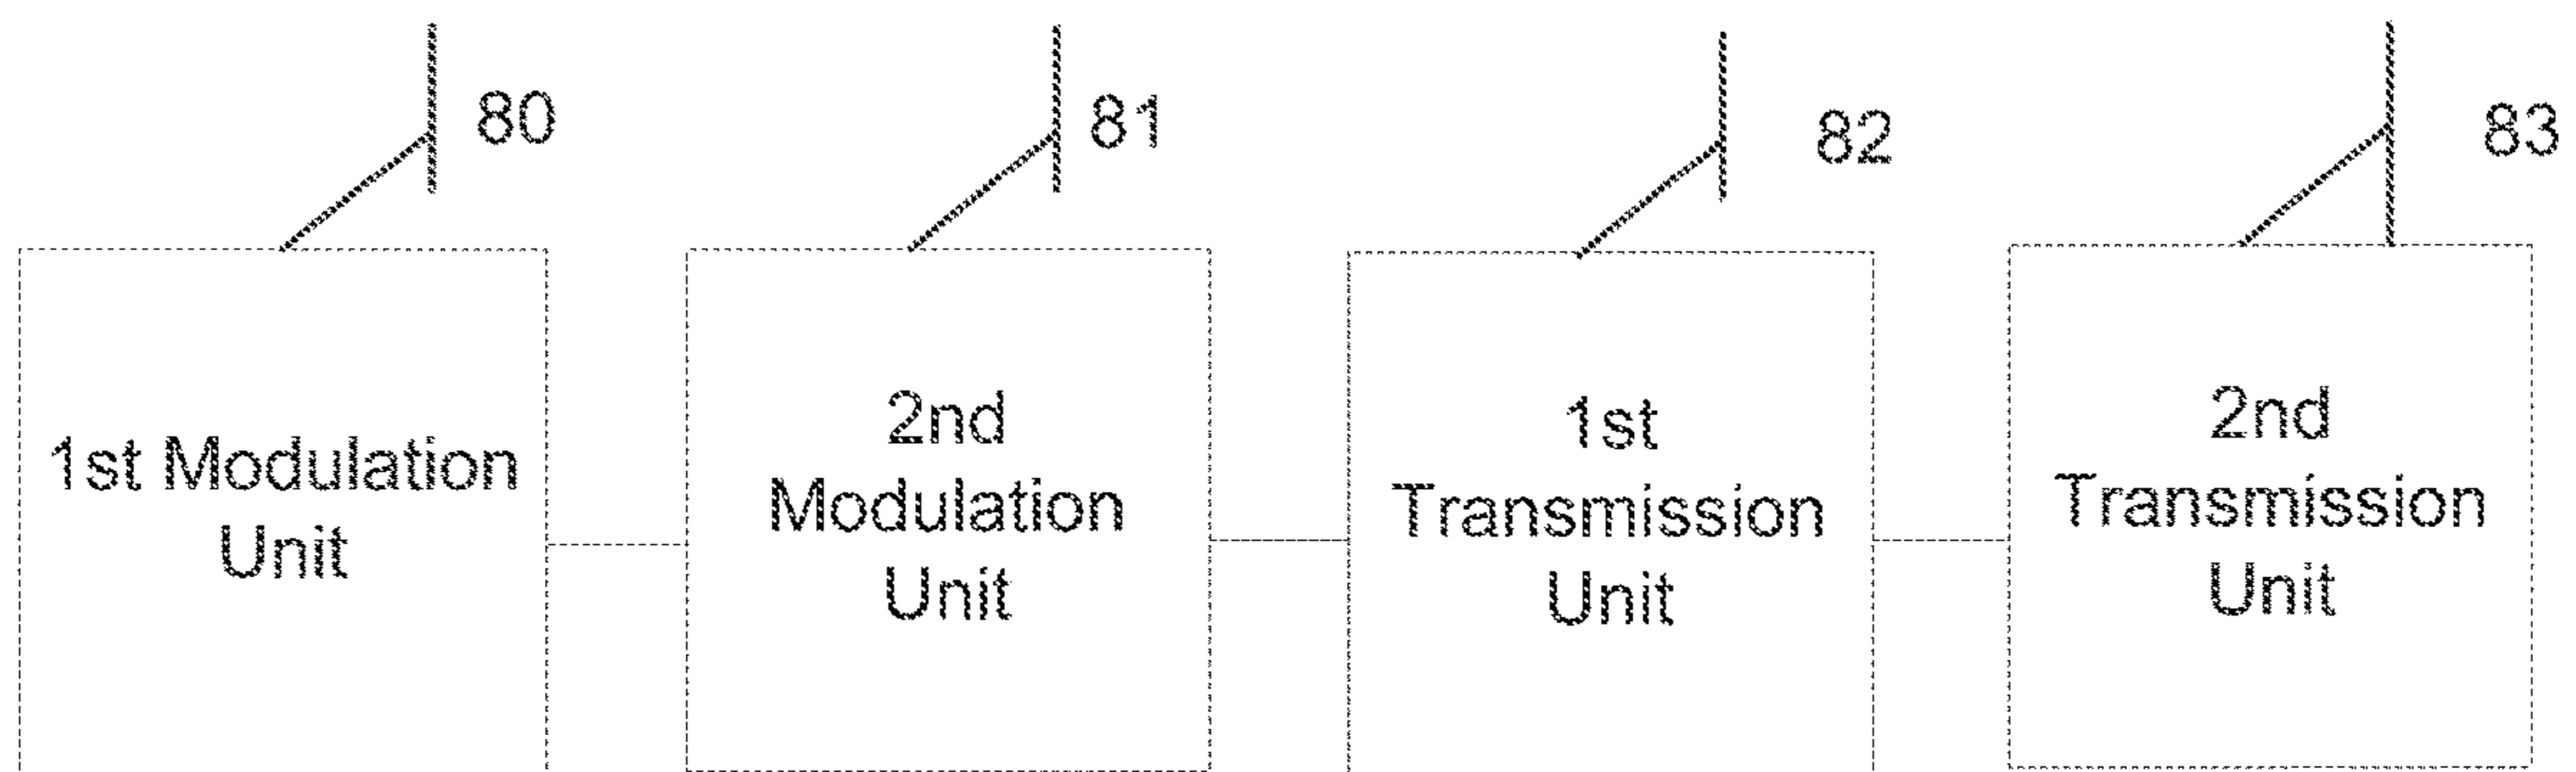 80
81
82
83
1st Modulation
Unit
2nd
Modulation
Unit
1st
Transmission
Unit
2nd
Transmission
Unit